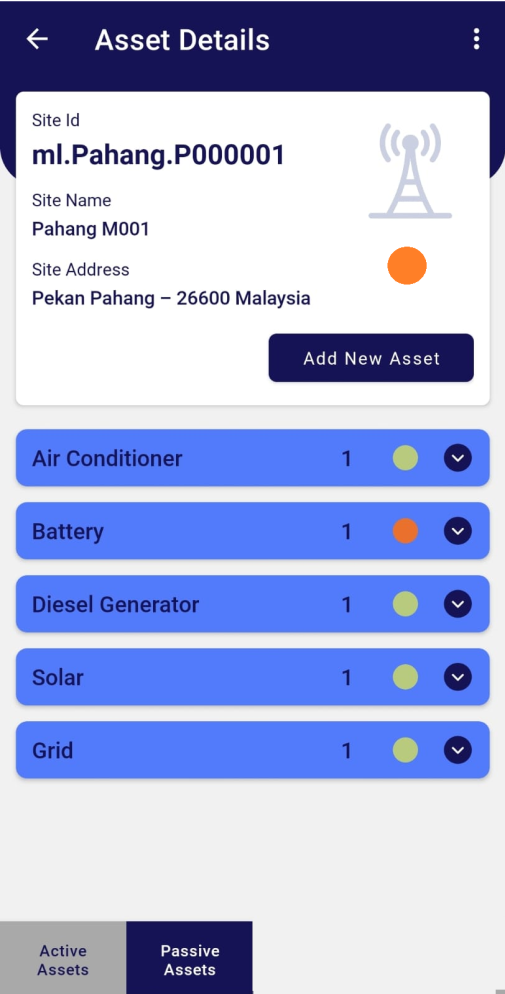 Asset Details
Site Id
ml.Pahang.P000001
Site Name
Pahang M001
Site Address
Pekan Pahang – 26600 Malaysia
Add New Asset
Air Conditioner 1
Battery 1
Diesel Generator 1
Solar 1
Grid 1
Active Passive
Assets Assets